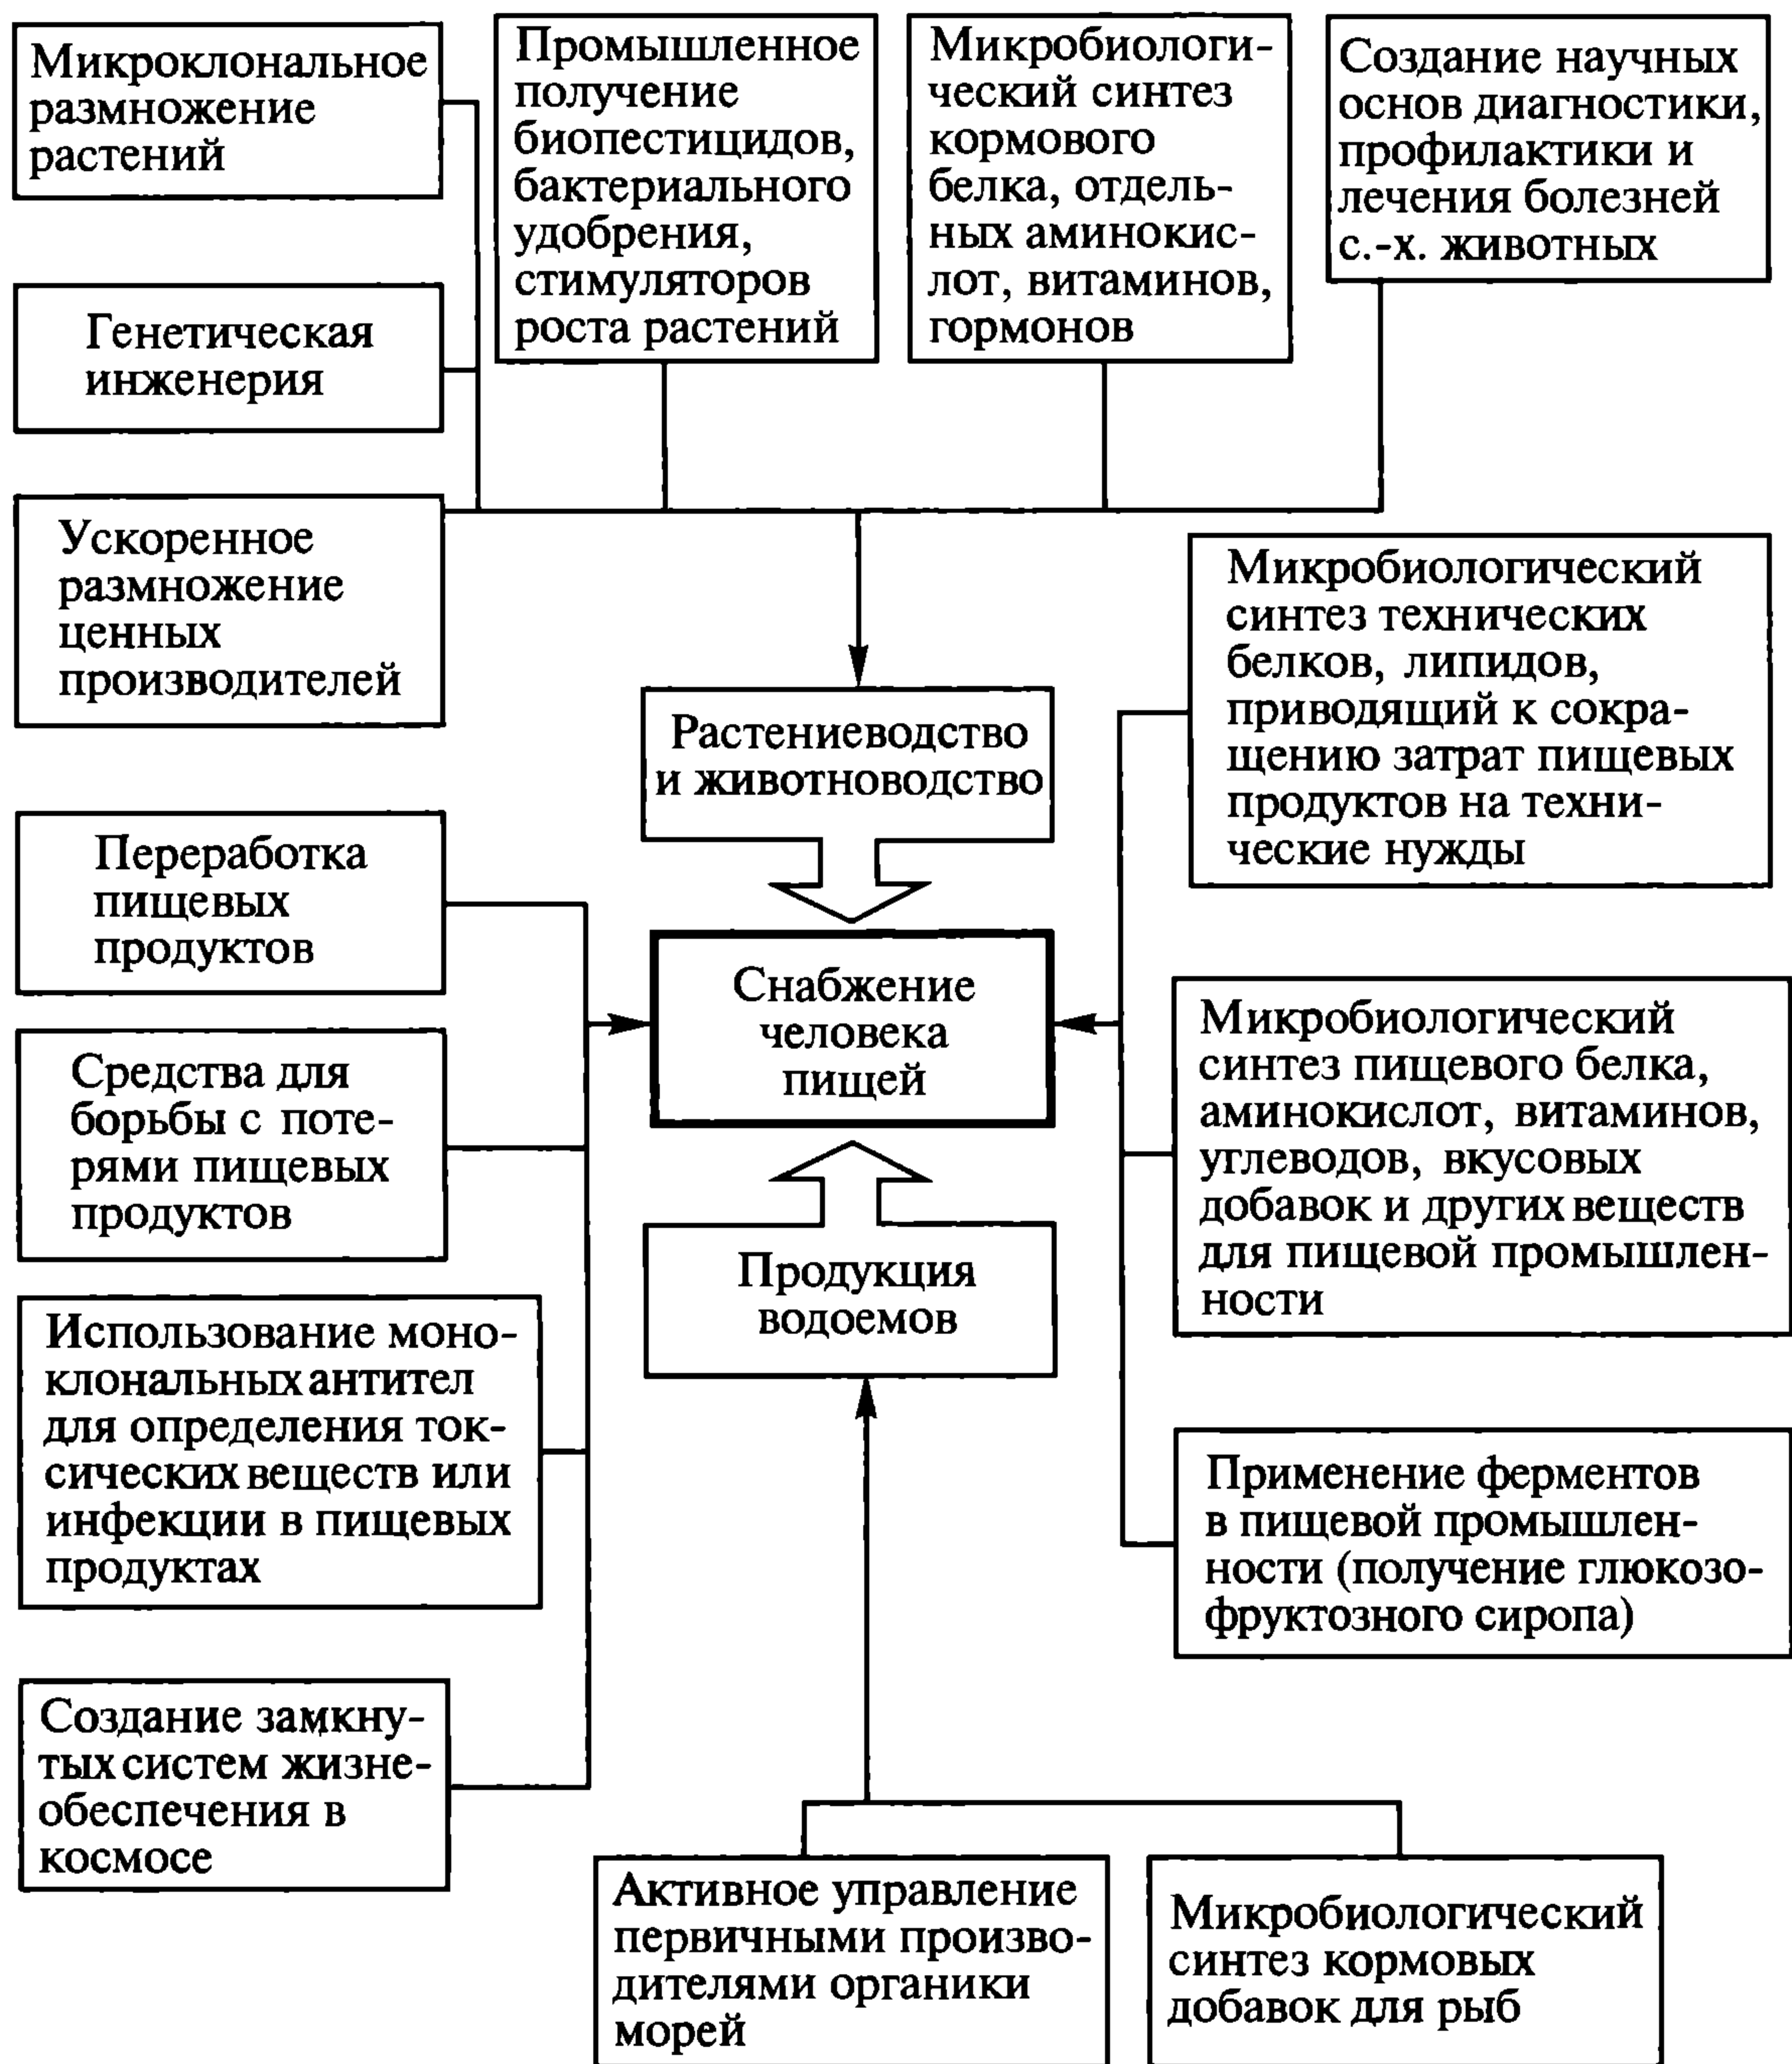 Микроклональное
размножение
растений
Промышленное
получение
биопестицидов,
бактериального
удобрения,
стимуляторов
роста растений
Микробиологи-
ческий синтез
кормового
белка, отдель-
ных аминокис-
лот, витаминов,
гормонов
Создание научных
основ диагностики,
профилактики и
лечения болезней
с.-х. животных
Генетическая
инженерия
Ускоренное
размножение
ценных
производителей
Растениеводство
и животноводство
Микробиологический
синтез технических
белков, липидов,
приводящий к сокра-
щению затрат пищевых
продуктов на техни-
ческие нужды
Переработка
пищевых
продуктов
Снабжение
человека
пищей
Микробиологический
синтез пищевого белка,
аминокислот, витаминов,
углеводов, вкусовых
добавок и других веществ
для пищевой промышлен-
ности
Средства для
борьбы с поте-
рями пищевых
продуктов
Продукция
водоемов
Использование моно-
клональных антител
для определения ток-
сических веществ или
инфекции в пищевых
продуктах
Применение ферментов
в пищевой промышлен-
ности (получение глюкозо-
фруктозного сиропа)
Создание замкну-
тых систем жизне-
обеспечения в
космосе
Активное управление
первичными произво-
дителями органики
морей
Микробиологический
синтез кормовых
добавок для рыб